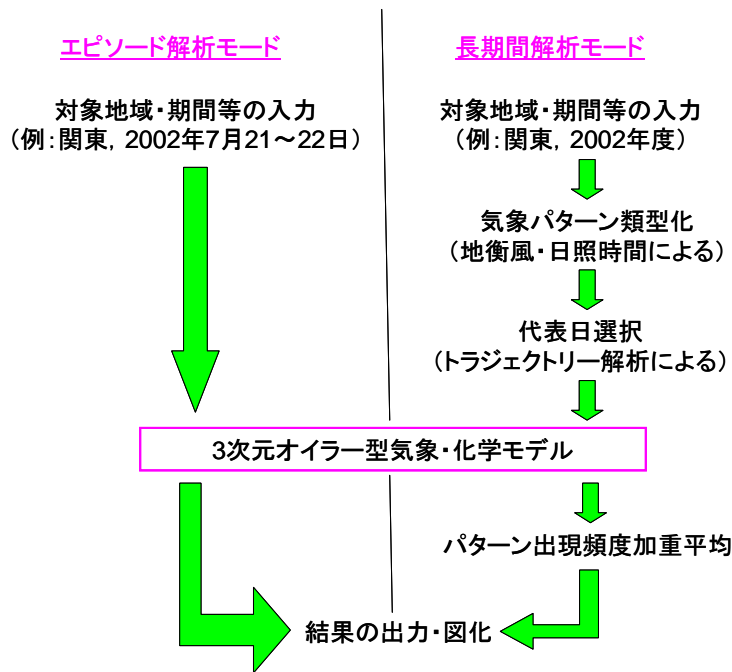 エピソード解析モード
対象地域・期間等の入力
(例:関東, 2002年7月21～22日)
長期間解析モード
対象地域・期間等の入力
(例:関東, 2002年度)
気象パターン類型化
(地衡風・日照時間による)
代表日選択
(トラジェクトリー解析による)
3次元オイラー型気象・化学モデル
パターン出現頻度加重平均
結果の出力・図化